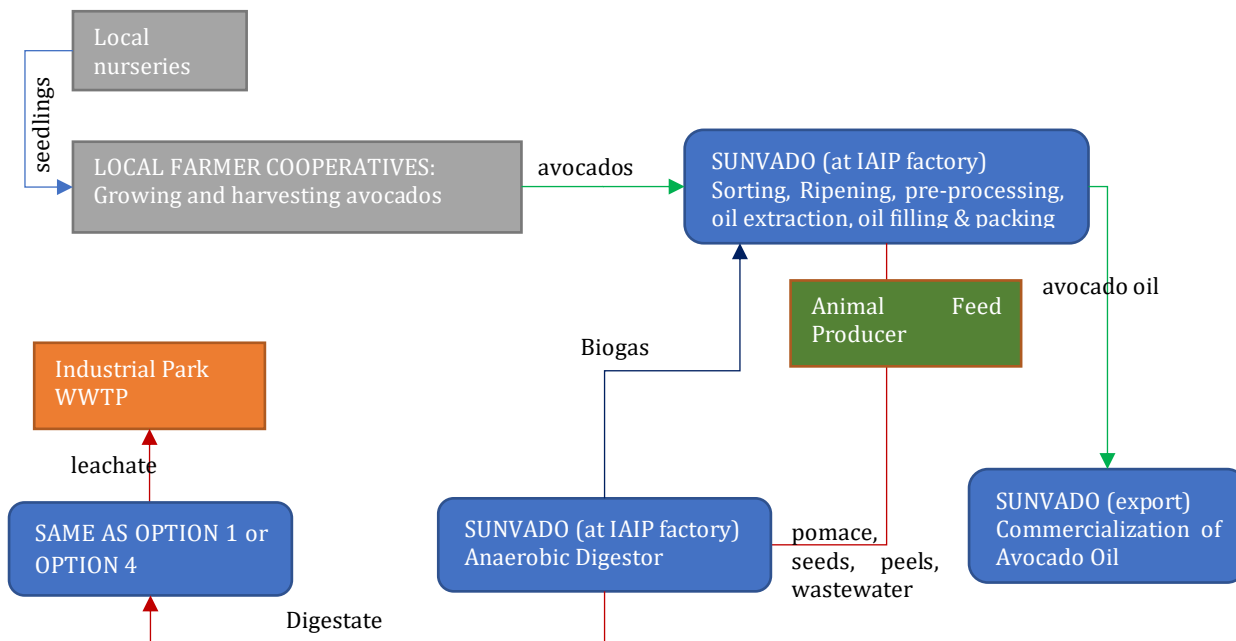 Local
nurseries
seedlings
LOCAL FARMER COOPERATIVES:
Growing and harvesting avocados
avocados
SUNVADO (at IAIP factory)
Sorting, Ripening, pre-processing,
oil extraction, oil filling & packing
avocado oil
Animal Feed
Producer
Biogas
Industrial Park
WWTP
leachate
SAME AS OPTION 1 or
OPTION 4
SUNVADO (at IAIP factory)
Anaerobic Digestor
pomace,
seeds, peels,
wastewater
SUNVADO (export)
Commercialization of
Avocado Oil
Digestate